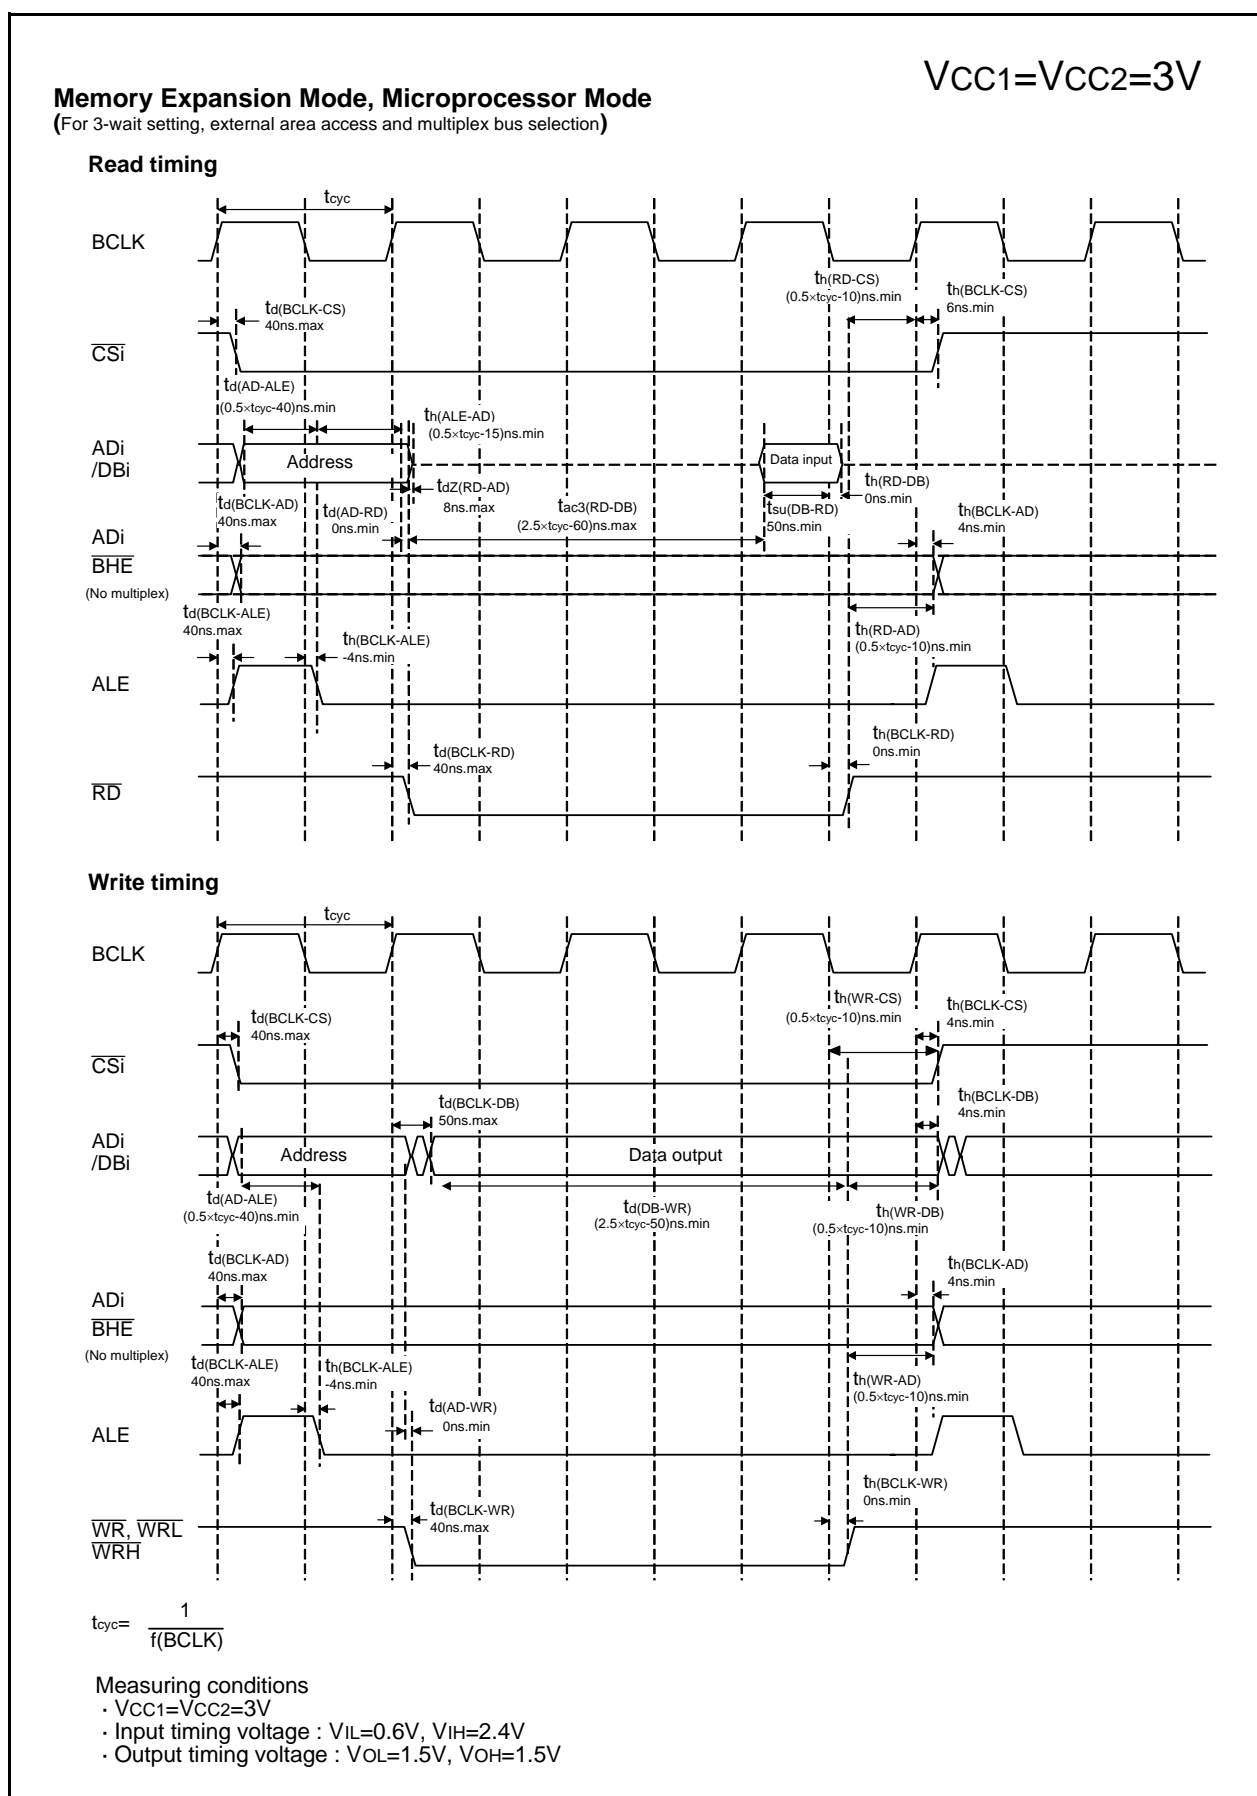 VCC1=VCC2=3V
Memory Expansion Mode, Microprocessor Mode
(For 3-wait setting, external area access and multiplex bus selection)
Read timing
tcyc
BCLK
th(RD-CS)
(0.5×tcyc-10)ns.min
th(BCLK-CS)
6ns.min
td(BCLK-CS)
40ns.max
CSi
td(AD-ALE)
(0.5×tcyc-40)ns.min
th(ALE-AD)
(0.5×tcyc-15)ns.min
ADi
/DBi
Address
Data input
tdZ(RD-AD)
8ns.max
th(RD-DB)
0ns.min
td(BCLK-AD)
40ns.max
td(AD-RD)
0ns.min
tac3(RD-DB)
(2.5×tcyc-60)ns.max
tsu(DB-RD)
50ns.min
th(BCLK-AD)
4ns.min
ADi
BHE
(No multiplex)
td(BCLK-ALE)
40ns.max
th(BCLK-ALE)
-4ns.min
th(RD-AD)
(0.5×tcyc-10)ns.min
ALE
td(BCLK-RD)
40ns.max
th(BCLK-RD)
0ns.min
RD
Write timing
tcyc
BCLK
th(WR-CS)
(0.5×tcyc-10)ns.min
th(BCLK-CS)
4ns.min
td(BCLK-CS)
40ns.max
CSi
td(BCLK-DB)
50ns.max
th(BCLK-DB)
4ns.min
ADi
/DBi
Address
Data output
td(AD-ALE)
(0.5×tcyc-40)ns.min
td(DB-WR)
(2.5×tcyc-50)ns.min
th(WR-DB)
(0.5×tcyc-10)ns.min
td(BCLK-AD)
40ns.max
th(BCLK-AD)
4ns.min
ADi
BHE
(No multiplex)
td(BCLK-ALE)
40ns.max
th(BCLK-ALE)
-4ns.min
th(WR-AD)
(0.5×tcyc-10)ns.min
td(AD-WR)
0ns.min
ALE
td(BCLK-WR)
40ns.max
th(BCLK-WR)
0ns.min
WR, WRL
WRH
tcyc= 1
f(BCLK)
Measuring conditions
· VCC1=VCC2=3V
· Input timing voltage : VIL=0.6V, VIH=2.4V
· Output timing voltage : VOL=1.5V, VOH=1.5V